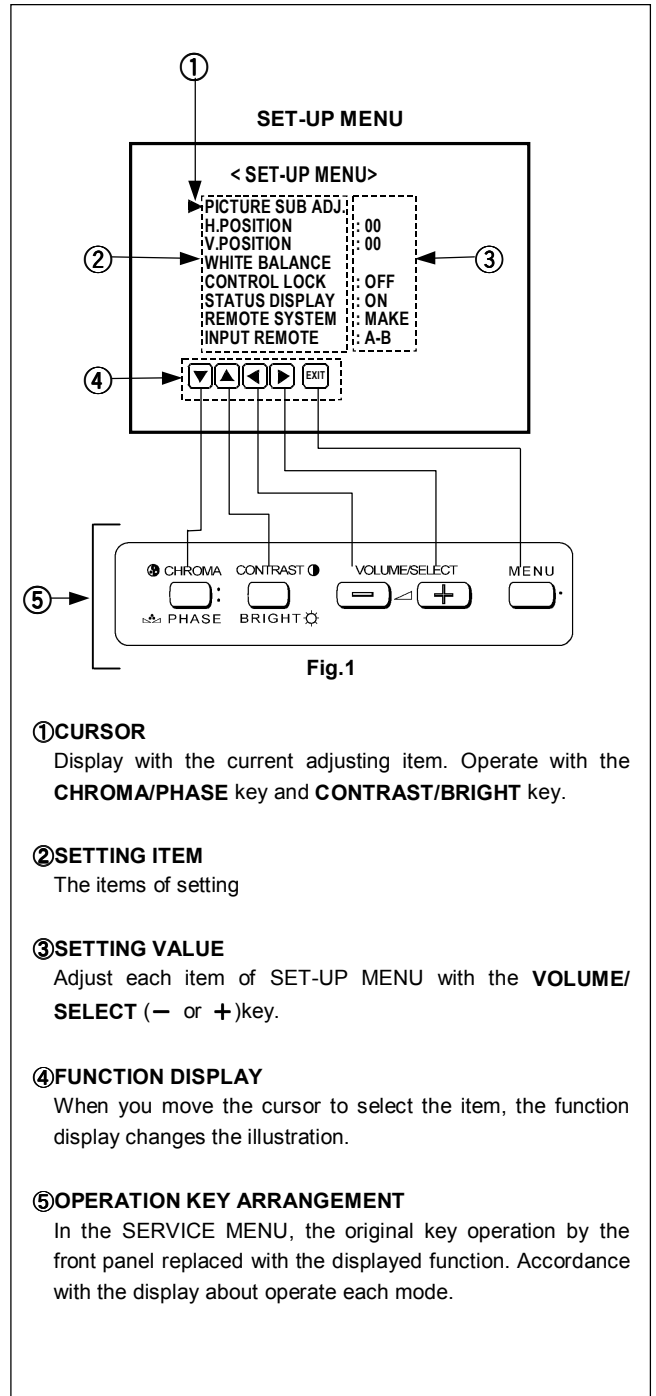 ①
SET-UP MENU
< SET-UP MENU>
PICTURE SUB ADJ.
H.POSITION : 00
V.POSITION : 00
② WHITE BALANCE ③
CONTROL LOCK : OFF
STATUS DISPLAY : ON
REMOTE SYSTEM : MAKE
INPUT REMOTE : A-B
④ ▼ ▲ ◀ ▶ EXIT
CHROMA CONTRAST VOLUME/SELECT MENU
⑤ − +
PHASE BRIGHT
Fig.1
①CURSOR
Display with the current adjusting item. Operate with the
CHROMA/PHASE key and CONTRAST/BRIGHT key.
②SETTING ITEM
The items of setting
③SETTING VALUE
Adjust each item of SET-UP MENU with the VOLUME/
SELECT (− or +)key.
④FUNCTION DISPLAY
When you move the cursor to select the item, the function
display changes the illustration.
⑤OPERATION KEY ARRANGEMENT
In the SERVICE MENU, the original key operation by the
front panel replaced with the displayed function. Accordance
with the display about operate each mode.